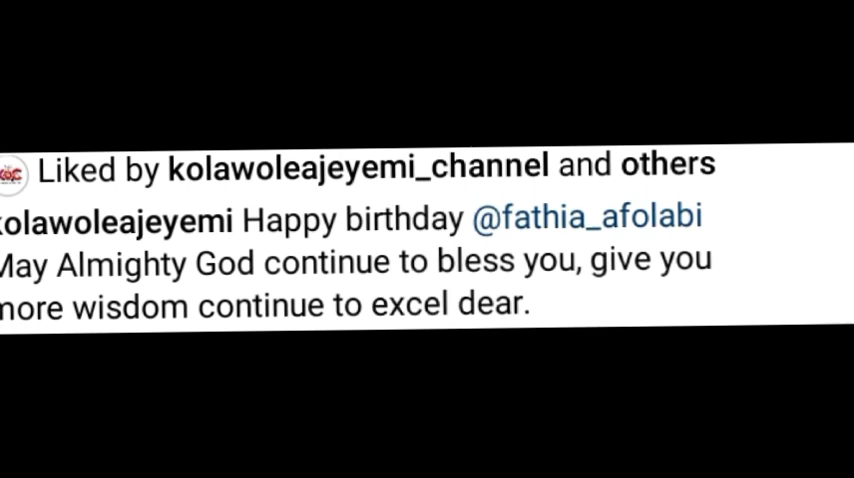 Liked by kolawoleajeyemi_channel and others
kolawoleajeyemi Happy birthday @fathia_afolabi
May Almighty God continue to bless you, give you
more wisdom continue to excel dear.